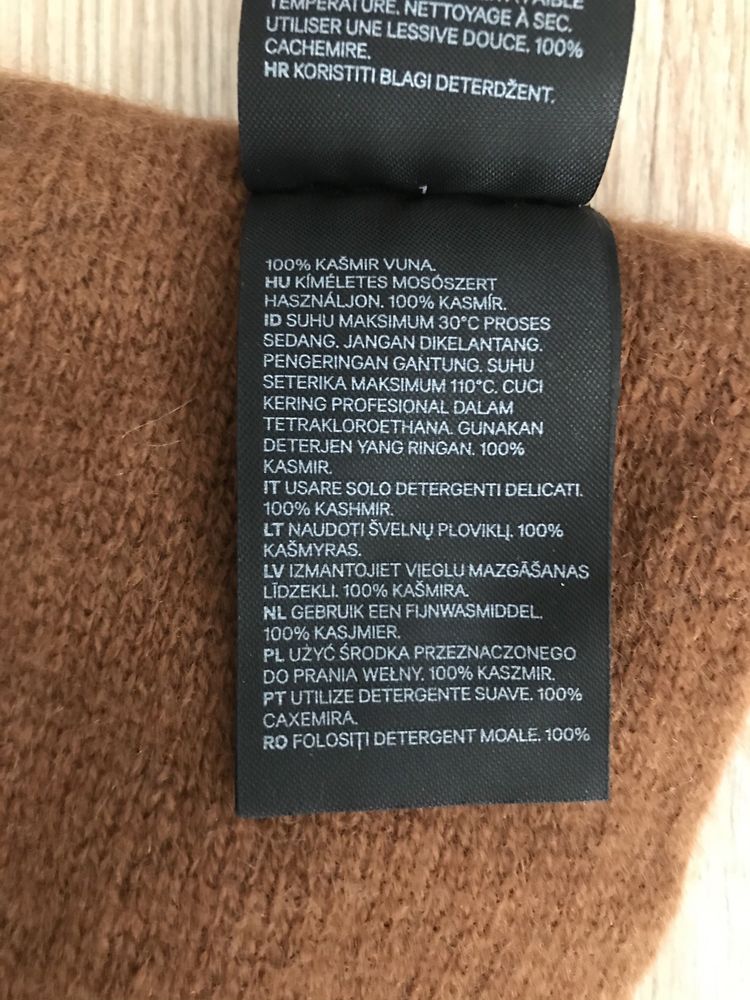 TEMPÉRATURE. NETTOYAGE À SEC.
UTILISER UNE LESSIVE DOUCE. 100%
CACHEMIRE.
HR KORISTITI BLAGI DETERDŽENT.
100% KAŠMIR VUNA.
HU KÍMÉLETES MOSÓSZERT
HASZNÁLJON. 100% KASMÍR.
ID SUHU MAKSIMUM 30°C PROSES
SEDANG. JANGAN DIKELANTANG.
PENGERINGAN GANTUNG. SUHU
SETERIKA MAKSIMUM 110°C. CUCI
KERING PROFESIONAL DALAM
TETRAKLOROETHANA. GUNAKAN
DETERJEN YANG RINGAN. 100%
KASMIR.
IT USARE SOLO DETERGENTI DELICATI.
100% KASHMIR.
LT NAUDOTI ŠVELNŲ PLOVIKLĮ. 100%
KAŠMYRAS.
LV IZMANTOJIET VIEGLU MAZGĀŠANAS
LĪDZEKLI. 100% KAŠMIRA.
NL GEBRUIK EEN FIJNWASMIDDEL.
100% KASJMIER.
PL UŻYĆ ŚRODKA PRZEZNACZONEGO
DO PRANIA WEŁNY. 100% KASZMIR.
PT UTILIZE DETERGENTE SUAVE. 100%
CAXEMIRA.
RO FOLOSIŢI DETERGENT MOALE. 100%